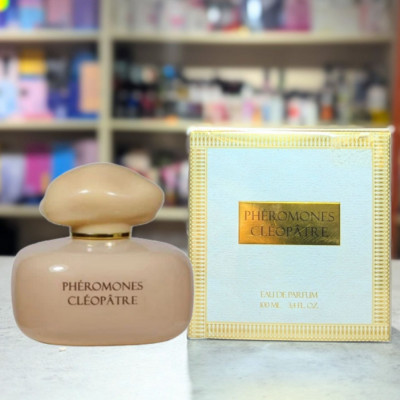 PHÉROMONES
CLÉOPÂTRE
PHÉROMONES
CLÉOPÂTRE
EAU DE PARFUM
100 ML 3.4 FL. OZ.